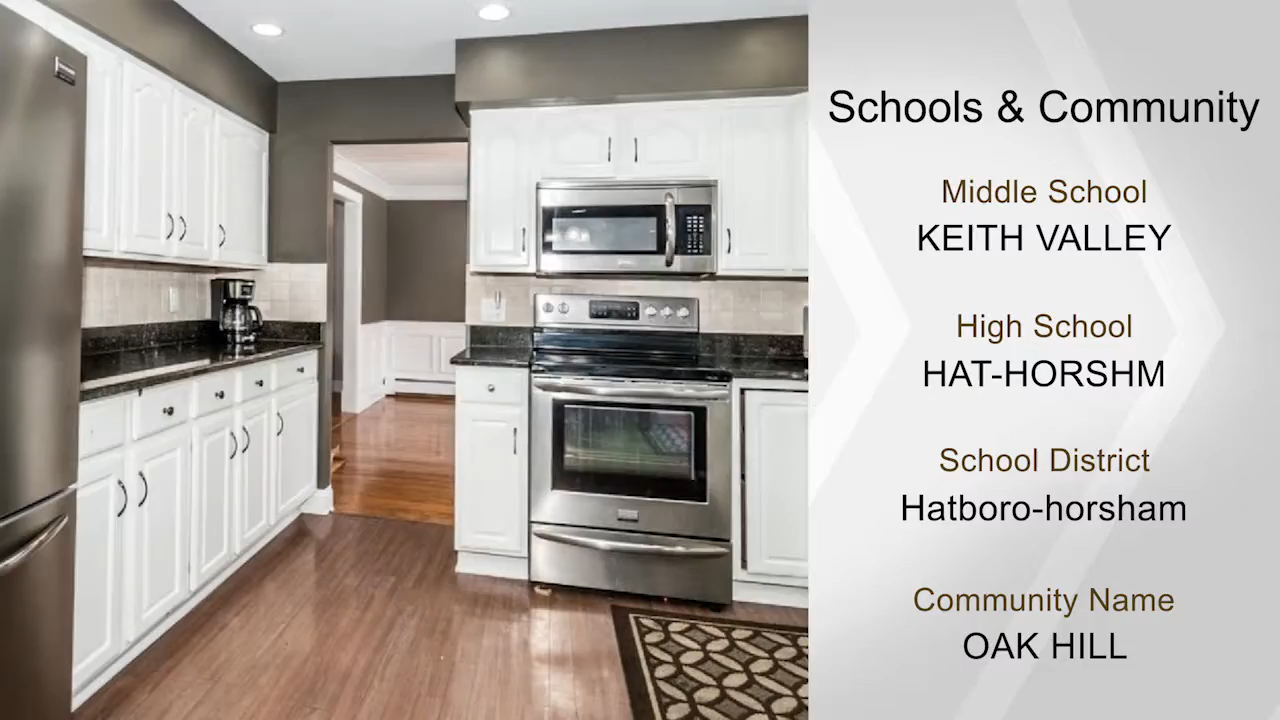 Schools & Community
Middle School
KEITH VALLEY
High School
HAT-HORSHM
School District
Hatboro-horsham
Community Name
OAK HILL